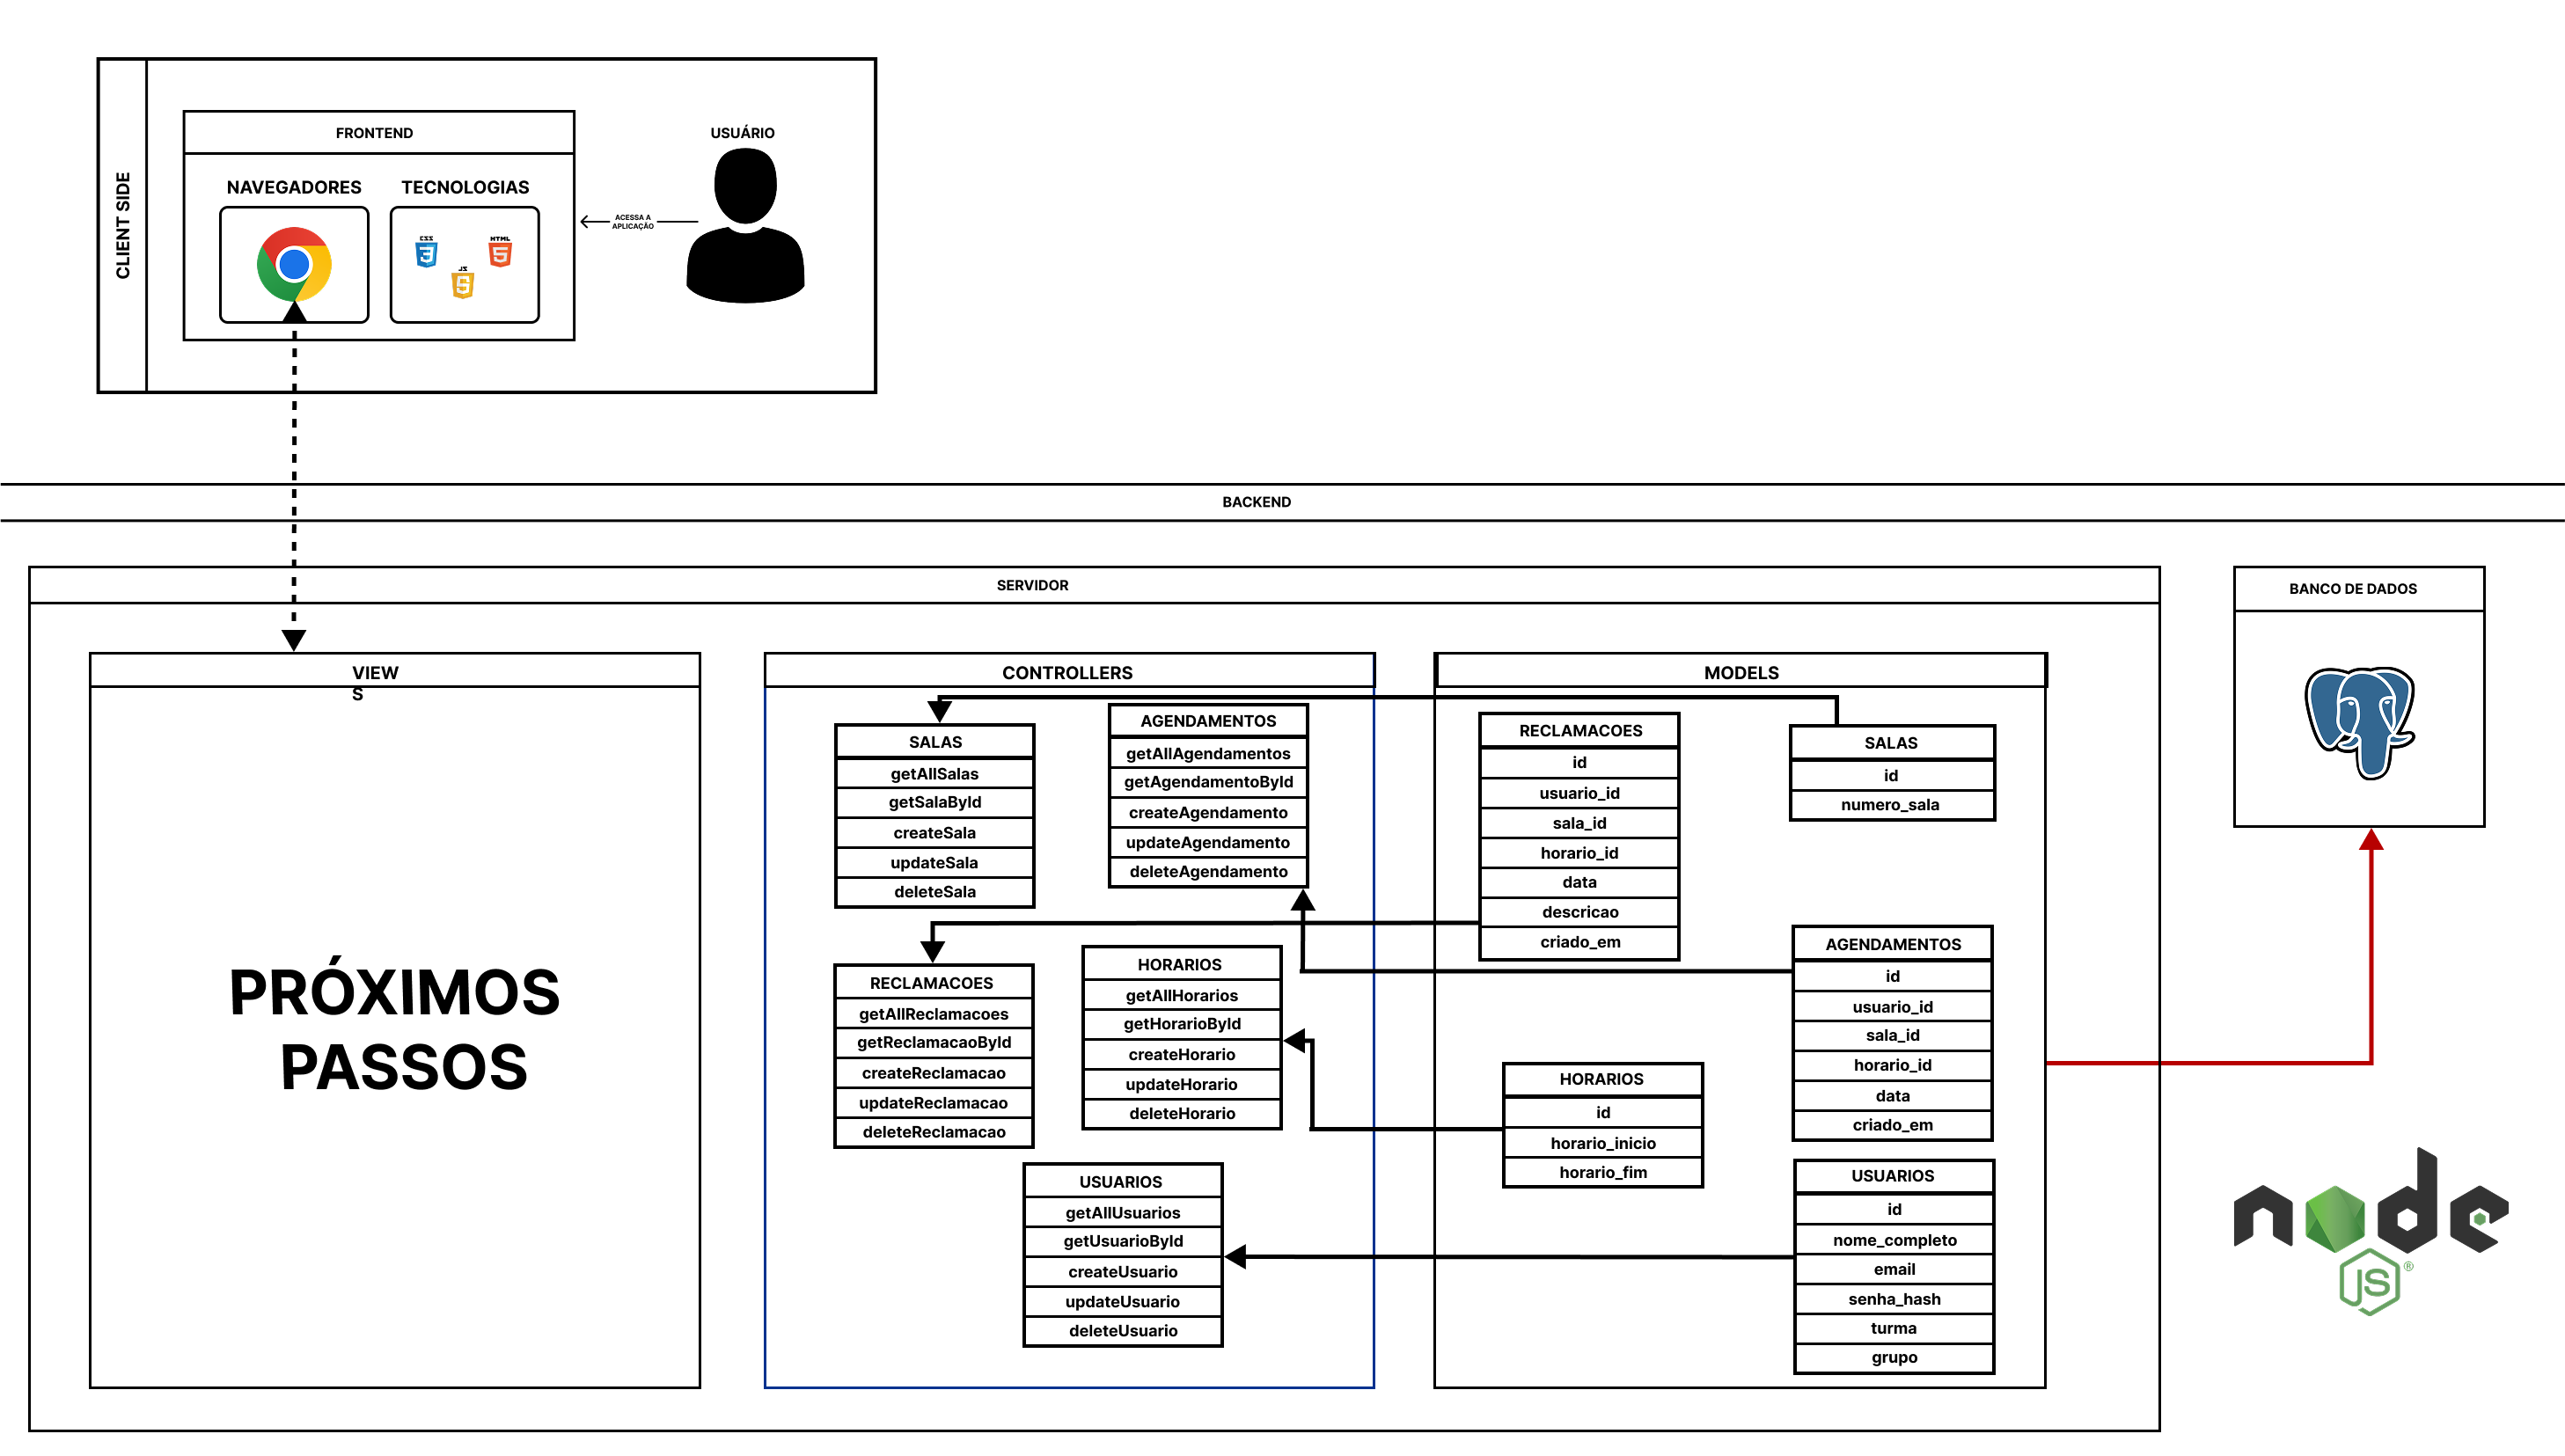 CLIENT SIDE
FRONTEND
NAVEGADORES
TECNOLOGIAS
CSS
3
HTML
5
JS
5
ACESSA A
APLICAÇÃO
USUÁRIO
BACKEND
SERVIDOR
VIEW
S
PRÓXIMOS
PASSOS
CONTROLLERS
SALAS
getAllSalas
getSalaById
createSala
updateSala
deleteSala
AGENDAMENTOS
getAllAgendamentos
getAgendamentoById
createAgendamento
updateAgendamento
deleteAgendamento
RECLAMACOES
getAllReclamacoes
getReclamacaoById
createReclamacao
updateReclamacao
deleteReclamacao
HORARIOS
getAllHorarios
getHorarioById
createHorario
updateHorario
deleteHorario
USUARIOS
getAllUsuarios
getUsuarioById
createUsuario
updateUsuario
deleteUsuario
MODELS
RECLAMACOES
id
usuario_id
sala_id
horario_id
data
descricao
criado_em
SALAS
id
numero_sala
AGENDAMENTOS
id
usuario_id
sala_id
horario_id
data
criado_em
HORARIOS
id
horario_inicio
horario_fim
USUARIOS
id
nome_completo
email
senha_hash
turma
grupo
BANCO DE DADOS
node
JS®